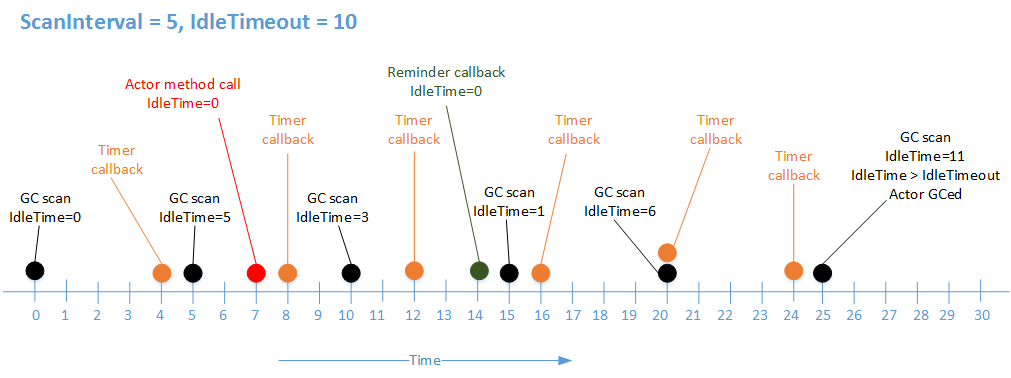 ScanInterval = 5, IdleTimeout = 10
Actor method call
IdleTime=0
Reminder callback
IdleTime=0
Timer
callback
Timer
callback
Timer
callback
Timer
callback
Timer
callback
Timer
callback
GC scan
IdleTime=11
IdleTime > IdleTimeout
Actor GCed
GC scan
IdleTime=0
GC scan
IdleTime=5
GC scan
IdleTime=3
GC scan
IdleTime=1
GC scan
IdleTime=6
0 1 2 3 4 5 6 7 8 9 10 11 12 13 14 15 16 17 18 19 20 21 22 23 24 25 26 27 28 29 30
Time